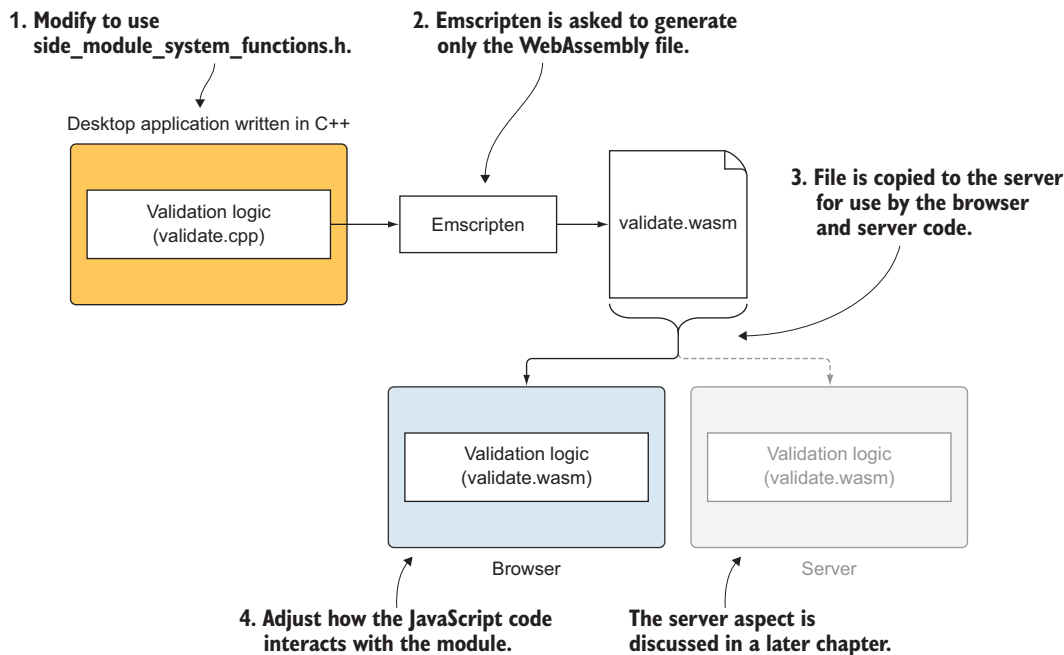 1. Modify to use
side_module_system_functions.h.
2. Emscripten is asked to generate
only the WebAssembly file.
Desktop application written in C++
Validation logic
(validate.cpp)
Emscripten
validate.wasm
3. File is copied to the server
for use by the browser
and server code.
Validation logic
(validate.wasm)
Browser
Validation logic
(validate.wasm)
Server
4. Adjust how the JavaScript code
interacts with the module.
The server aspect is
discussed in a later chapter.